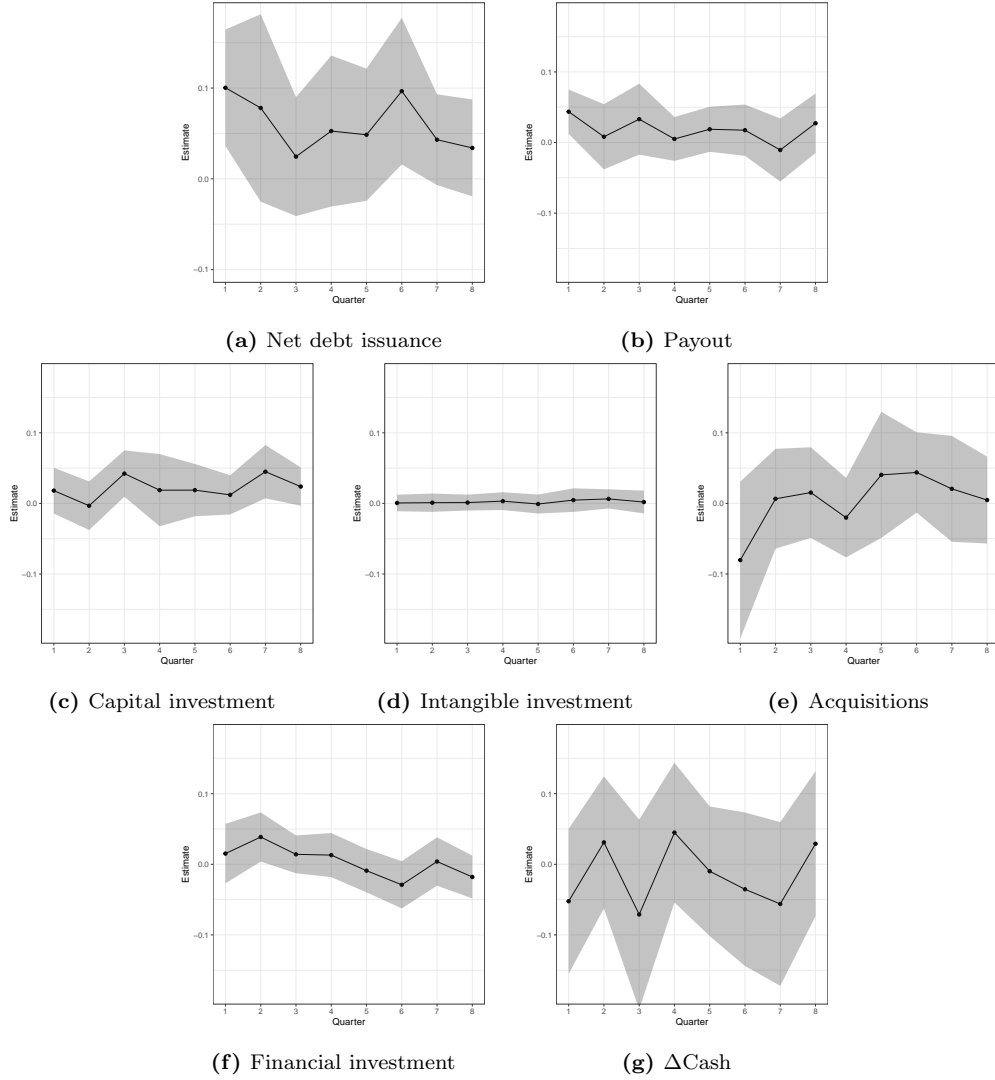 0.1
0.0
−0.1
Estimate
1 2 3 4 5 6 7 8
Quarter
(a) Net debt issuance
0.1
0.0
−0.1
Estimate
1 2 3 4 5 6 7 8
Quarter
(b) Payout
0.1
0.0
−0.1
Estimate
1 2 3 4 5 6 7 8
Quarter
(c) Capital investment
0.1
0.0
−0.1
Estimate
1 2 3 4 5 6 7 8
Quarter
(d) Intangible investment
0.1
0.0
−0.1
Estimate
1 2 3 4 5 6 7 8
Quarter
(e) Acquisitions
0.1
0.0
−0.1
Estimate
1 2 3 4 5 6 7 8
Quarter
(f) Financial investment
0.1
0.0
−0.1
Estimate
1 2 3 4 5 6 7 8
Quarter
(g) ΔCash